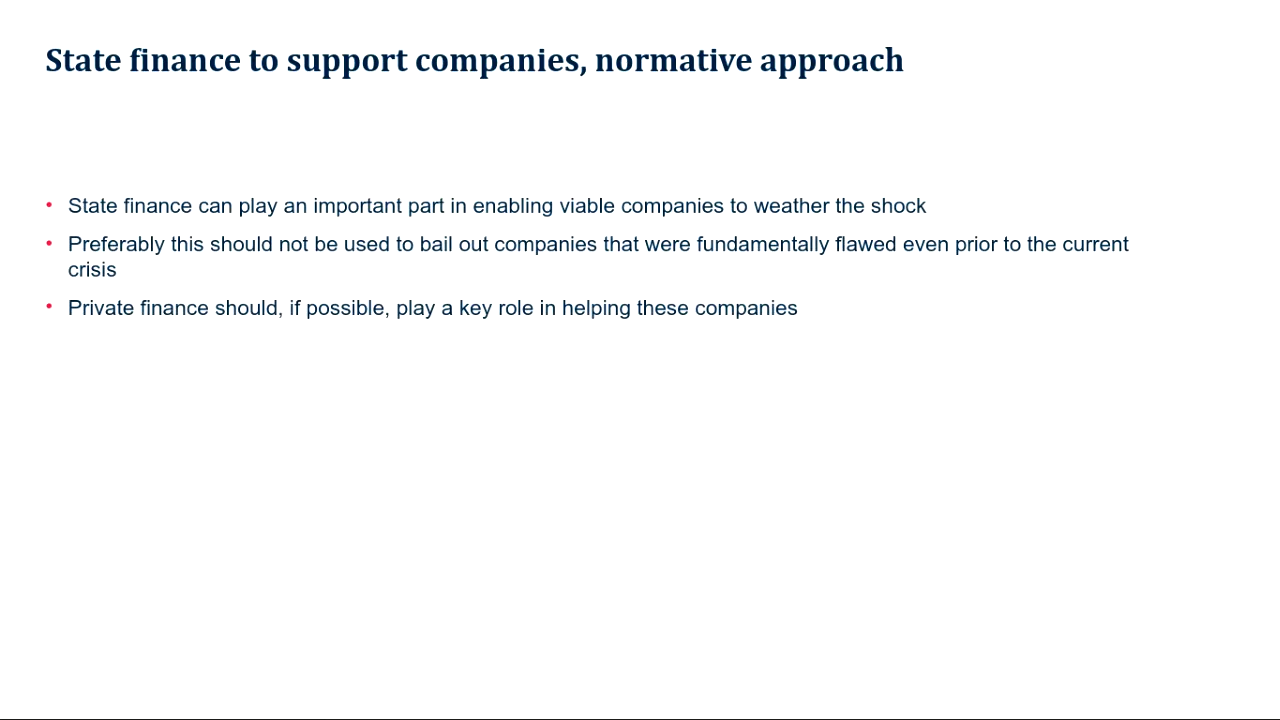 State finance to support companies, normative approach
• State finance can play an important part in enabling viable companies to weather the shock
• Preferably this should not be used to bail out companies that were fundamentally flawed even prior to the current
crisis
• Private finance should, if possible, play a key role in helping these companies